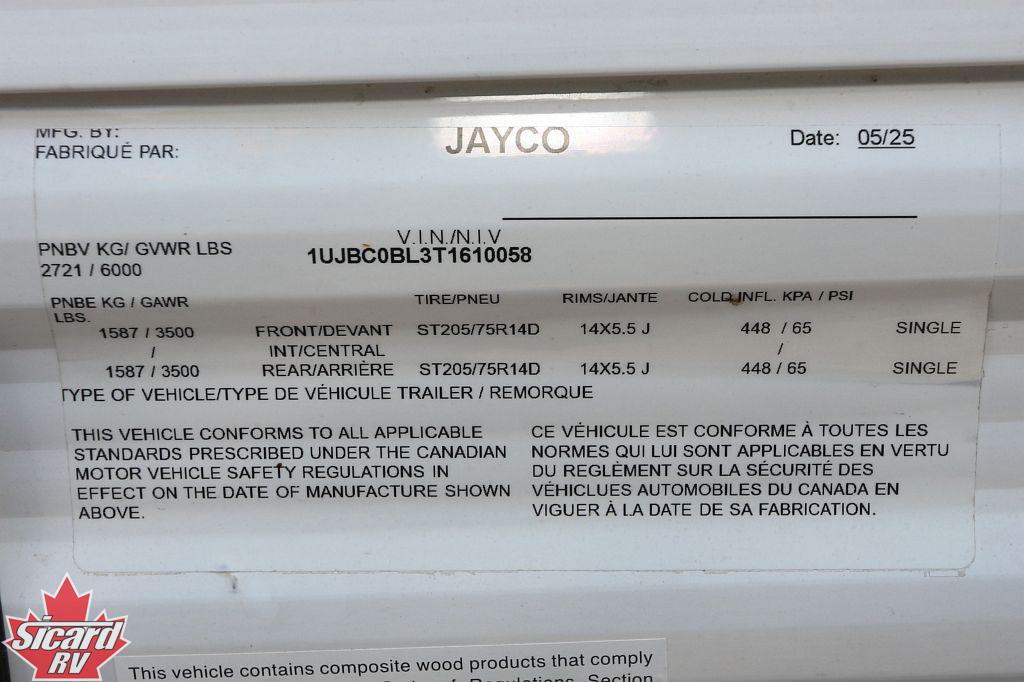 MFG. BY:
FABRIQUÉ PAR:
JAYCO
Date: 05/25
V.I.N./N.I.V
1UJBC0BL3T1610058
PNBV KG/ GVWR LBS
2721 / 6000
PNBE KG / GAWR LBS. TIRE/PNEU RIMS/JANTE COLD INFL. KPA / PSI
1587 / 3500 FRONT/DEVANT ST205/75R14D 14X5.5 J 448 / 65 SINGLE
/ INT/CENTRAL /
1587 / 3500 REAR/ARRIÈRE ST205/75R14D 14X5.5 J 448 / 65 SINGLE
TYPE OF VEHICLE/TYPE DE VÉHICULE TRAILER / REMORQUE
THIS VEHICLE CONFORMS TO ALL APPLICABLE
STANDARDS PRESCRIBED UNDER THE CANADIAN
MOTOR VEHICLE SAFETY REGULATIONS IN
EFFECT ON THE DATE OF MANUFACTURE SHOWN
ABOVE.
CE VÉHICULE EST CONFORME À TOUTES LES
NORMES QUI LUI SONT APPLICABLES EN VERTU
DU REGLÈMENT SUR LA SÉCURITÉ DES
VÉHICLUES AUTOMOBILES DU CANADA EN
VIGUER À LA DATE DE SA FABRICATION.
Sicard
RV
This vehicle contains composite wood products that comply
Regulations, Section